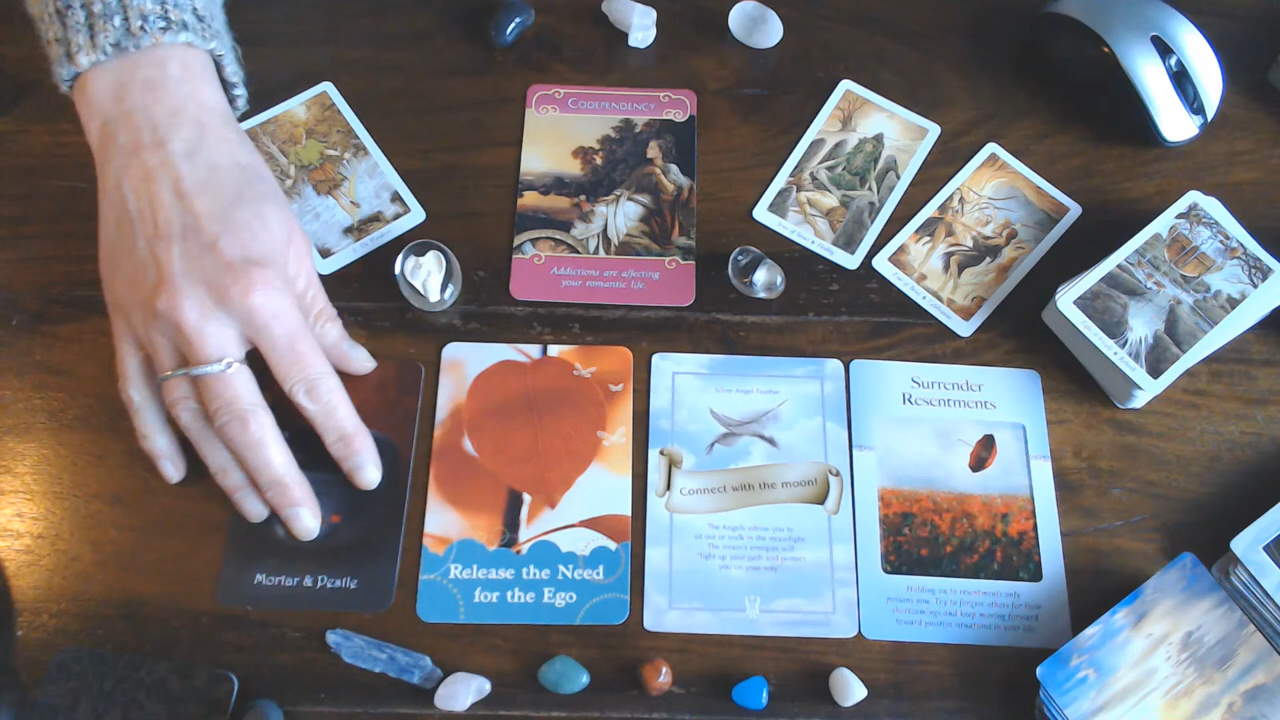 CODEPENDENCY
Addictions are affecting
your romantic life.
Mortar & Pestle
Release the Need
for the Ego
Silver Angel Feather
Connect with the moon!
The Angels advise you to
sit out or walk in the moonlight.
The moon's energies will
"light up your path and protect
you on your way"
Surrender
Resentments
Holding on to resentments only
poisons you. Try to forgive others for their
shortcomings and keep moving forward
toward positive situations in your life.